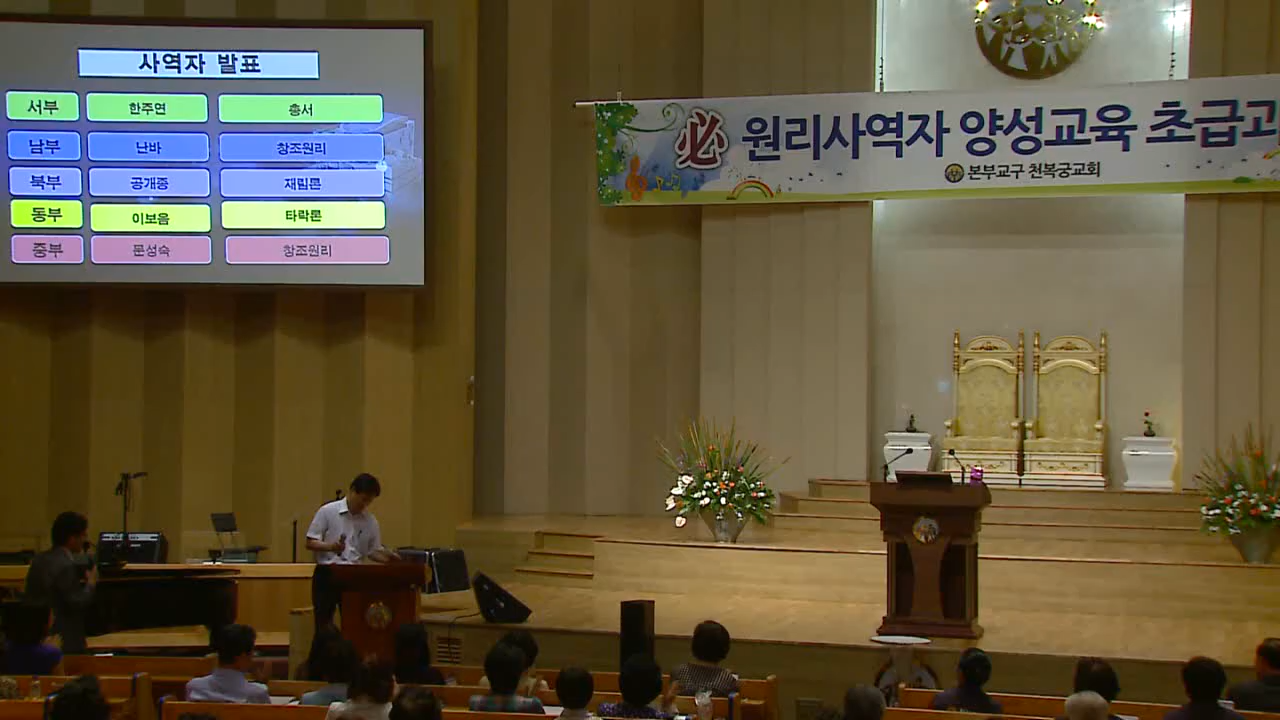 사역자 발표
서부 한주연 총서
남부 난바 창조원리
북부 공개종 재림론
동부 이보음 타락론
중부 문성숙 창조원리
必 원리사역자 양성교육 초급과
본부교구 천복궁교회